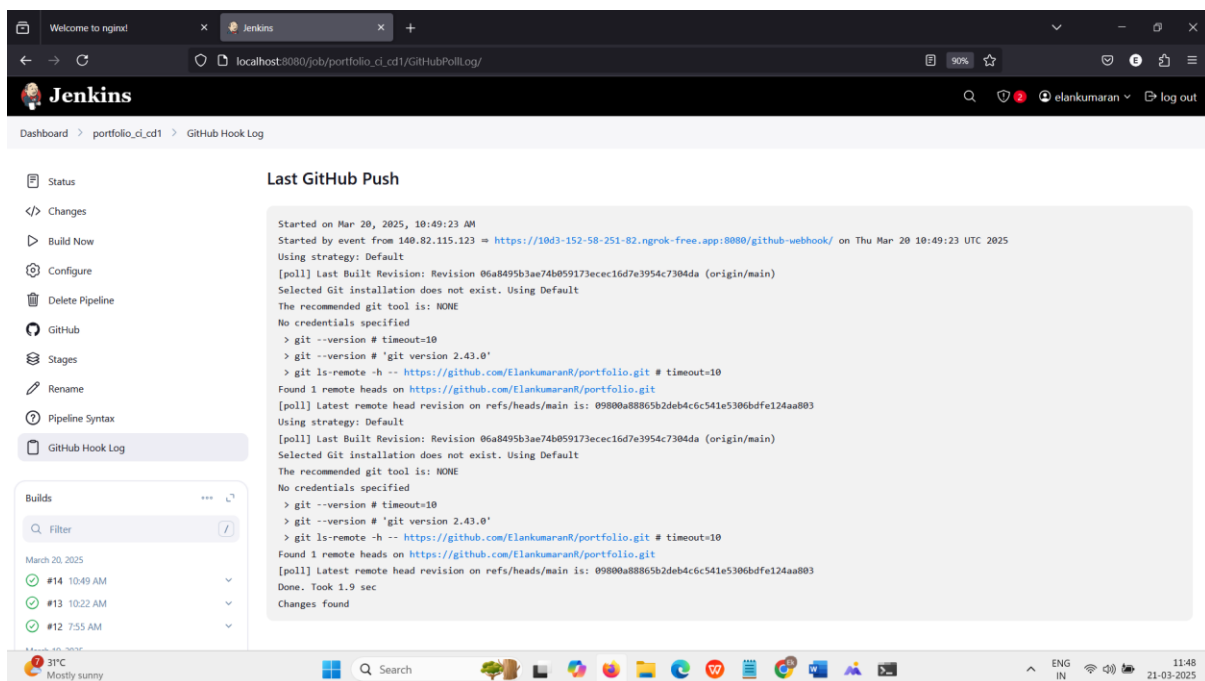 Welcome to nginx!
Jenkins
localhost:8080/job/portfolio_ci_cd1/GitHubPollLog/
90%
E
Jenkins
2
elankumaran
log out
Dashboard > portfolio_ci_cd1 > GitHub Hook Log
Status
Changes
Build Now
Configure
Delete Pipeline
GitHub
Stages
Rename
Pipeline Syntax
GitHub Hook Log
Builds
Filter
/
March 20, 2025
#14 10:49 AM
#13 10:22 AM
#12 7:55 AM
March 19, 2025
Last GitHub Push
Started on Mar 20, 2025, 10:49:23 AM
Started by event from 140.82.115.123 ⇒ https://10d3-152-58-251-82.ngrok-free.app:8080/github-webhook/ on Thu Mar 20 10:49:23 UTC 2025
Using strategy: Default
[poll] Last Built Revision: Revision 06a8495b3ae74b059173ecec16d7e3954c7304da (origin/main)
Selected Git installation does not exist. Using Default
The recommended git tool is: NONE
No credentials specified
> git --version # timeout=10
> git --version # 'git version 2.43.0'
> git ls-remote -h -- https://github.com/ElankumaranR/portfolio.git # timeout=10
Found 1 remote heads on https://github.com/ElankumaranR/portfolio.git
[poll] Latest remote head revision on refs/heads/main is: 09800a88865b2deb4c6c541e5306bdfe124aa803
Using strategy: Default
[poll] Last Built Revision: Revision 06a8495b3ae74b059173ecec16d7e3954c7304da (origin/main)
Selected Git installation does not exist. Using Default
The recommended git tool is: NONE
No credentials specified
> git --version # timeout=10
> git --version # 'git version 2.43.0'
> git ls-remote -h -- https://github.com/ElankumaranR/portfolio.git # timeout=10
Found 1 remote heads on https://github.com/ElankumaranR/portfolio.git
[poll] Latest remote head revision on refs/heads/main is: 09800a88865b2deb4c6c541e5306bdfe124aa803
Done. Took 1.9 sec
Changes found
7
31°C
Mostly sunny
Search
ENG
IN
11:48
21-03-2025